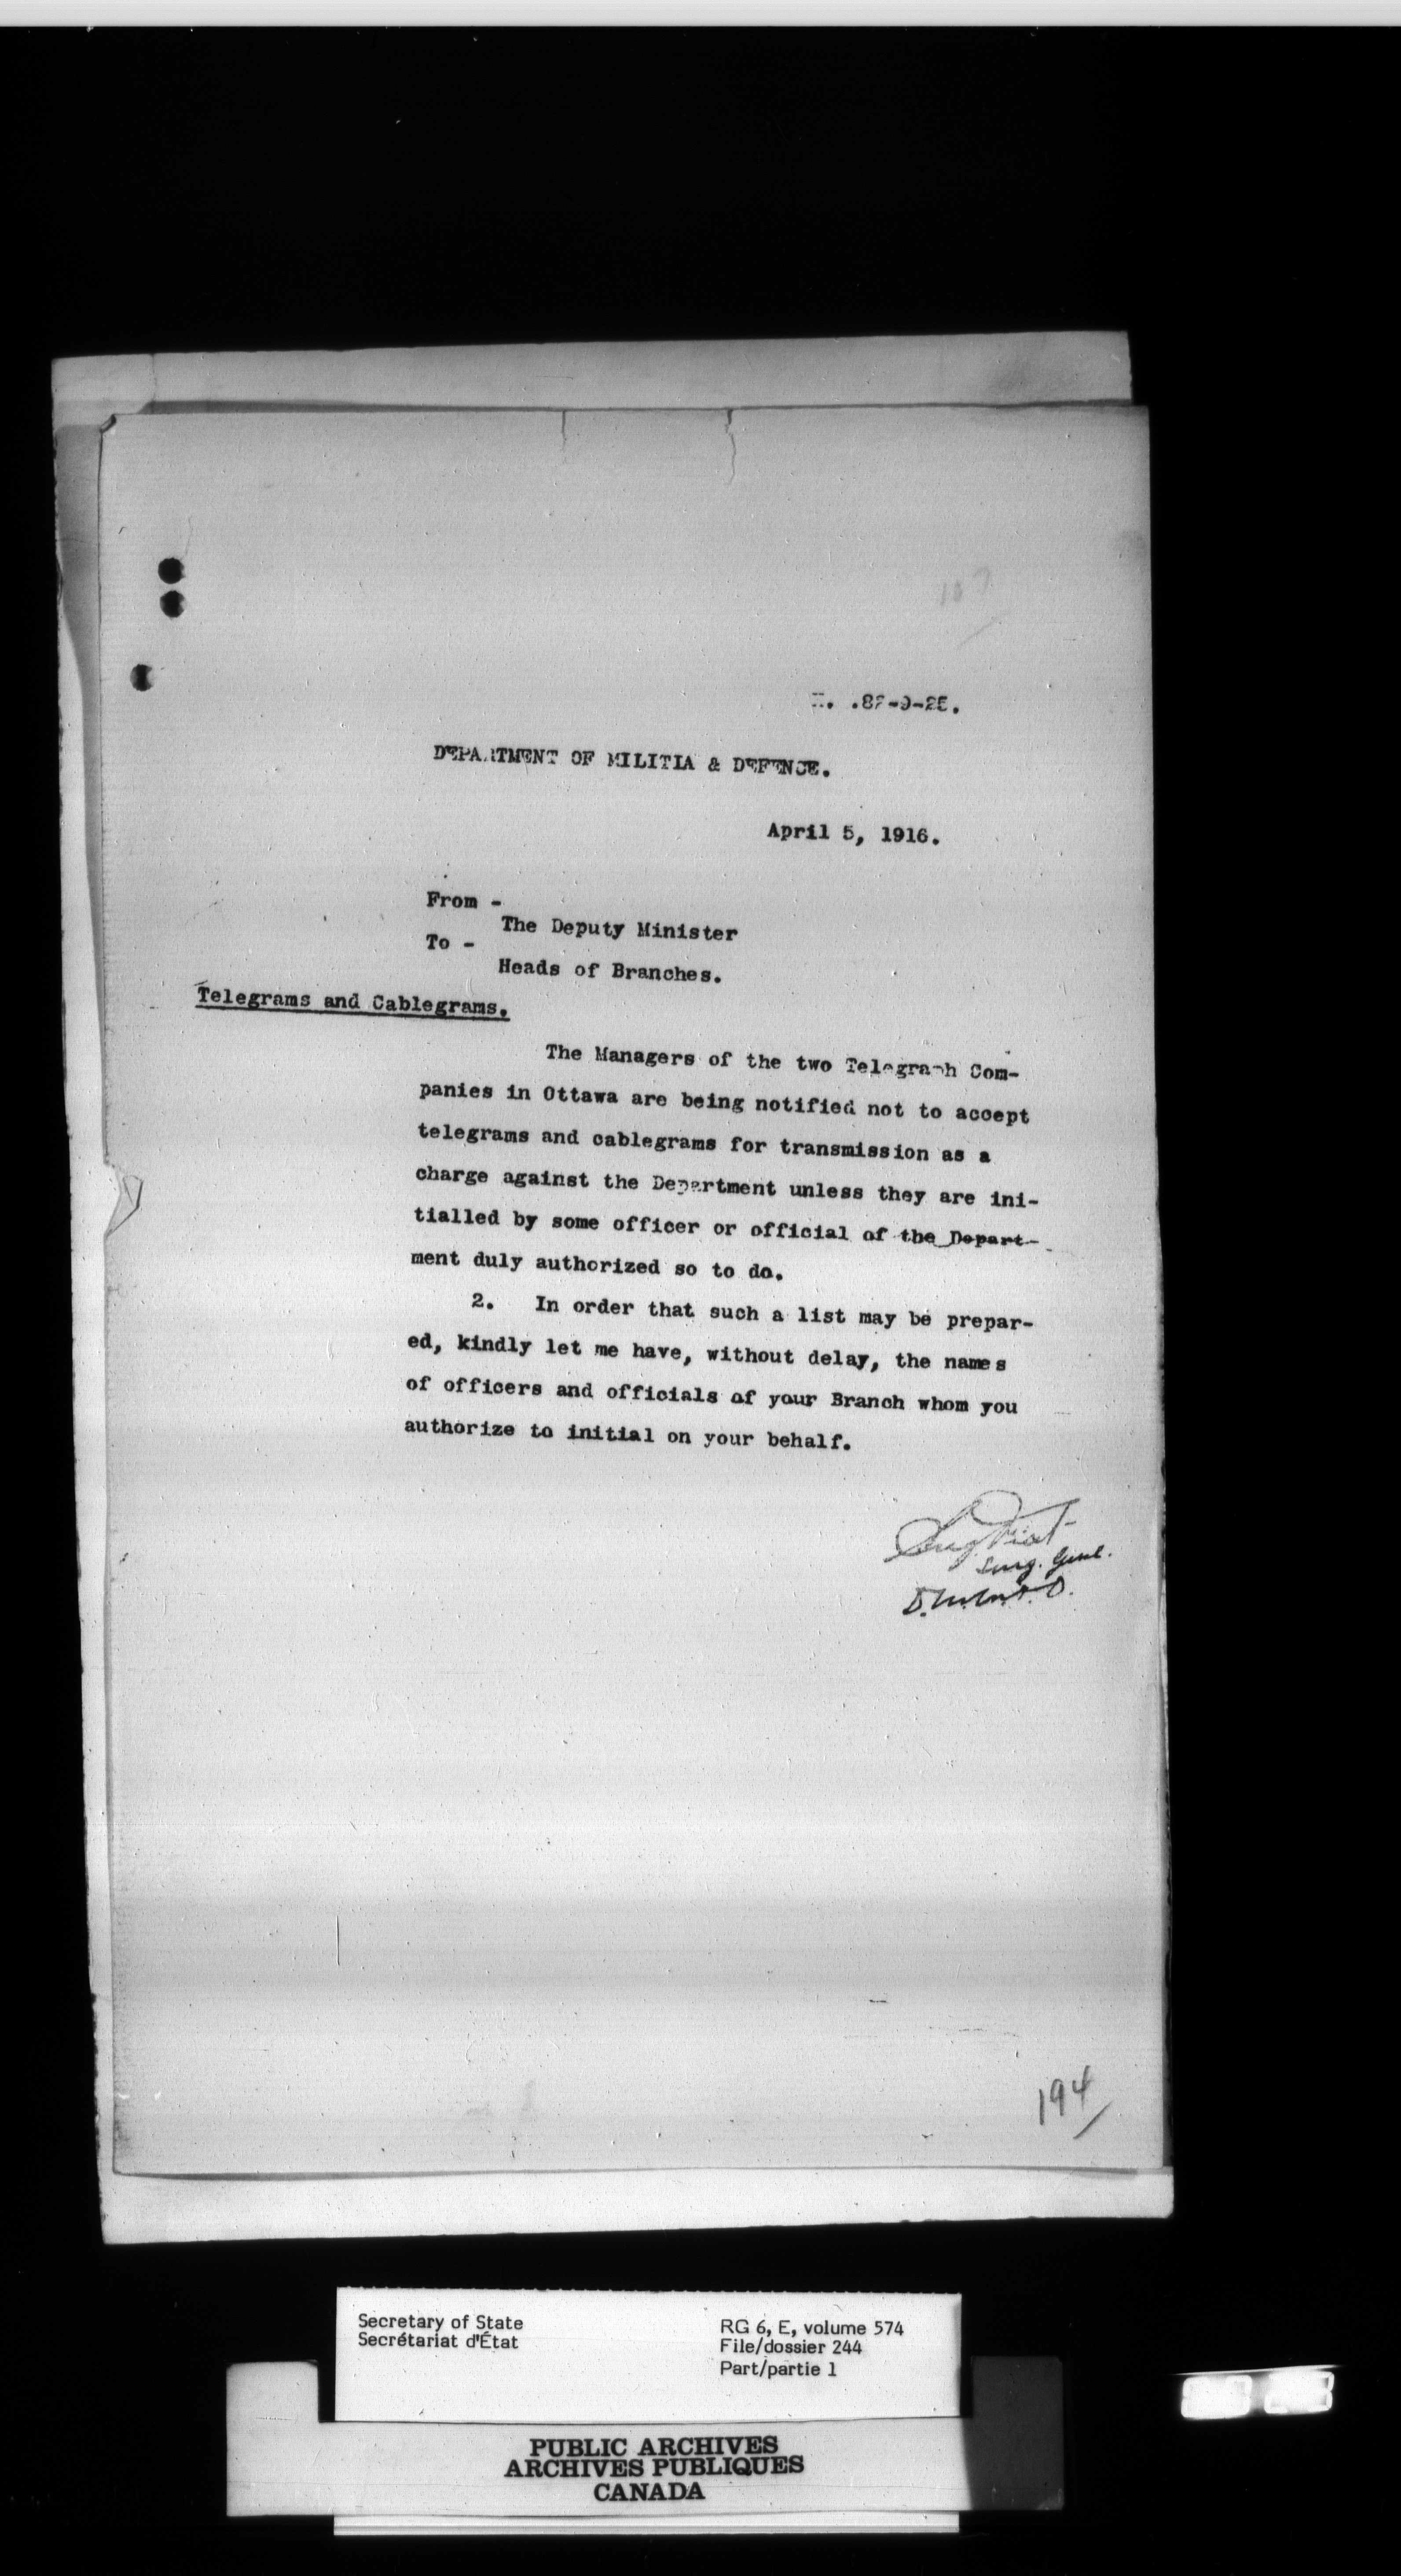 107
.82-9-25.
DEPARTMENT OF MILITIA & DEFENCE.
April 5, 1916.
From -
The Deputy Minister
To -
Heads of Branches.
Telegrams and Cablegrams.
The Managers of the two Telegraph Com-
panies in Ottawa are being notified not to accept
telegrams and cablegrams for transmission as a
charge against the Department unless they are ini-
tialled by some officer or official of the Depart-
ment duly authorized so to do.
2. In order that such a list may be prepar-
ed, kindly let me have, without delay, the names
of officers and officials of your Branch whom you
authorize to initial on your behalf.
Surg. Genl.
194
Secretary of State
Secrétariat d'État
RG 6, E, volume 574
File/dossier 244
Part/partie 1
PUBLIC ARCHIVES
ARCHIVES PUBLIQUES
CANADA